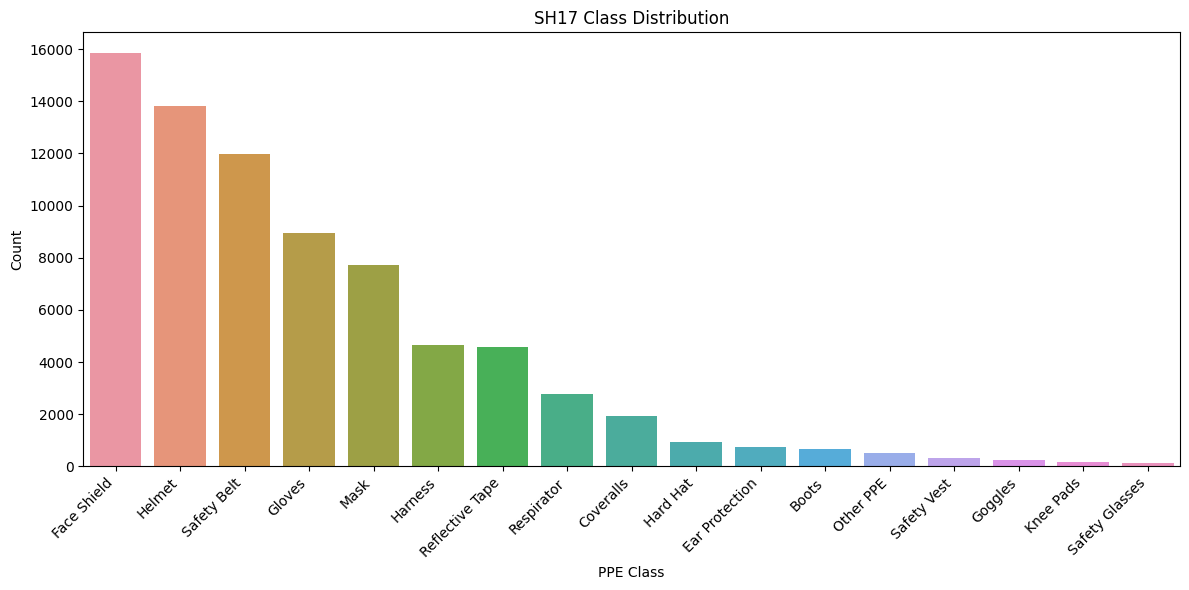 SH17 Class Distribution
Count
16000
14000
12000
10000
8000
6000
4000
2000
0
Face Shield
Helmet
Safety Belt
Gloves
Mask
Harness
Reflective Tape
Respirator
Coveralls
Hard Hat
Ear Protection
Boots
Other PPE
Safety Vest
Goggles
Knee Pads
Safety Glasses
PPE Class